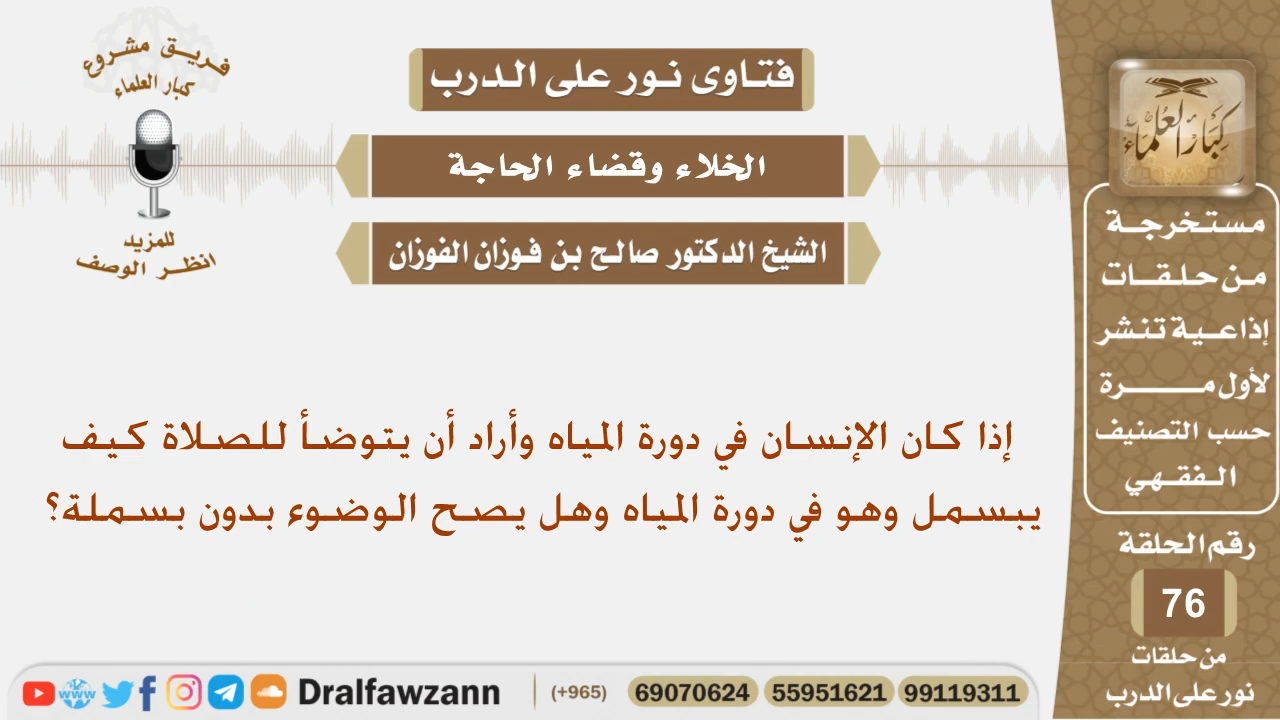 فريق مشروع
كبار العلماء
للمزيد
انظر الوصف
فتاوى نور على الدرب
الخلاء وقضاء الحاجة
الشيخ الدكتور صالح بن فوزان الفوزان
إذا كان الإنسان في دورة المياه وأراد أن يتوضأ للصلاة كيف
يبسمل وهو في دورة المياه وهل يصح الوضوء بدون بسملة؟
كبار العلماء
مستخرجة
من حلقات
إذاعية تنشر
لأول مرة
حسب التصنيف
الفقهي
رقم الحلقة
76
من حلقات
نور على الدرب
www
Dralfawzann
(+965)
69070624
55951621
99119311